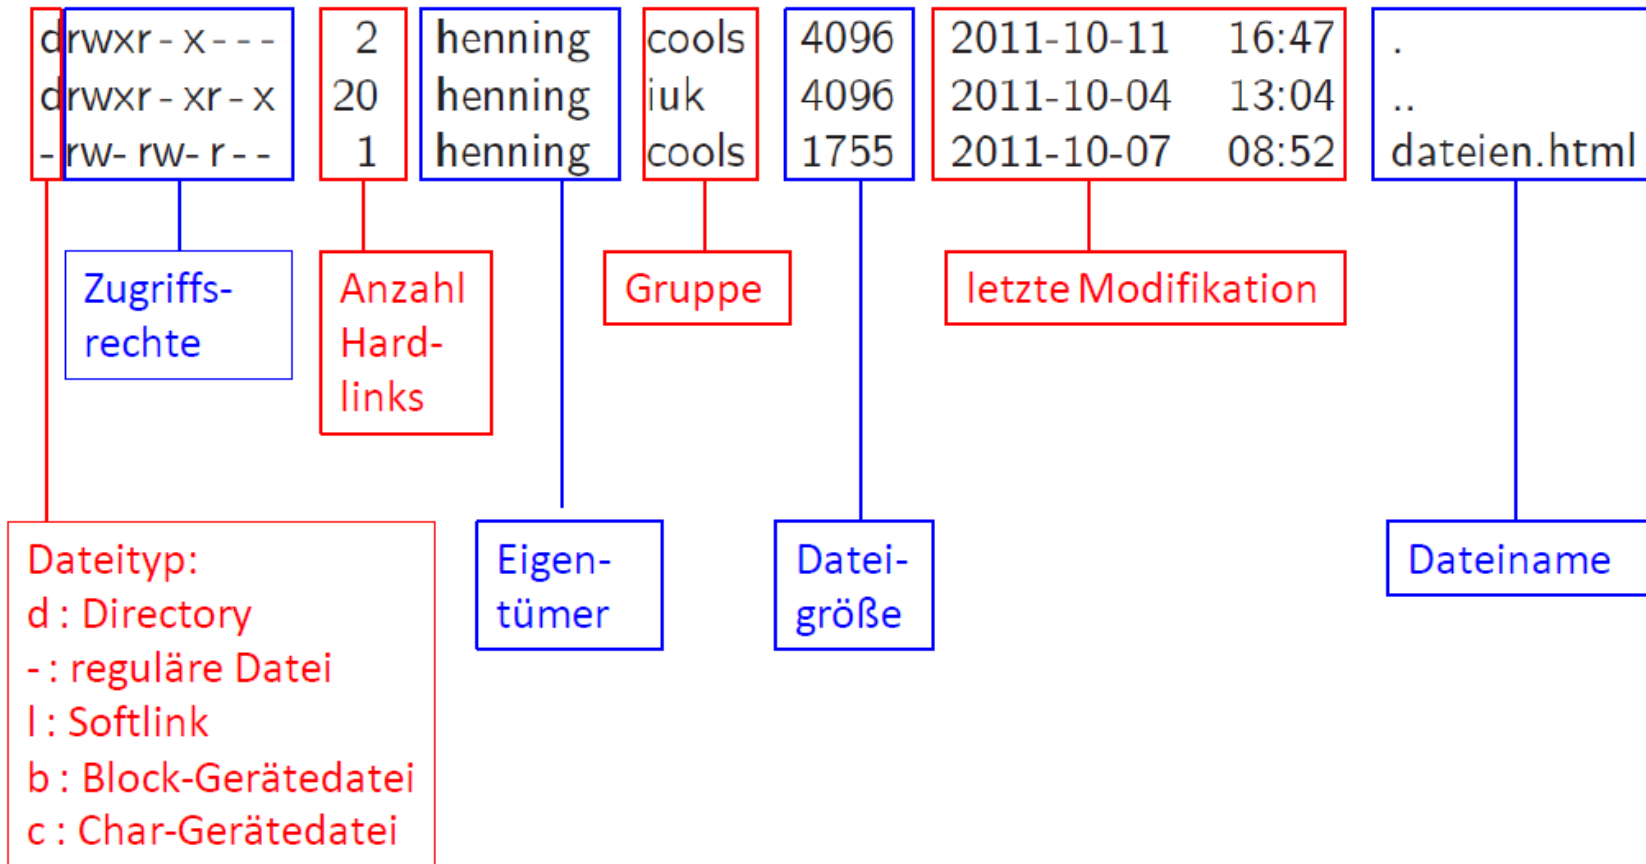 drwxr-x--- 2 henning cools 4096 2011-10-11 16:47 .
drwxr-xr-x 20 henning iuk 4096 2011-10-04 13:04 ..
-rw-rw-r-- 1 henning cools 1755 2011-10-07 08:52 dateien.html
Zugriffs-
rechte
Anzahl
Hard-
links
Gruppe
letzte Modifikation
Dateityp:
d : Directory
- : reguläre Datei
l : Softlink
b : Block-Gerätedatei
c : Char-Gerätedatei
Eigen-
tümer
Datei-
größe
Dateiname